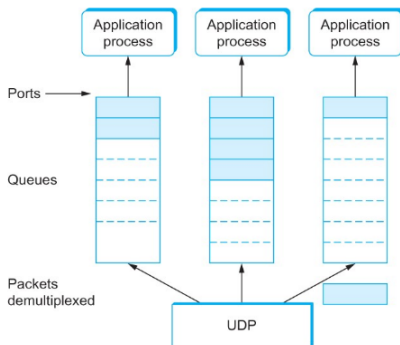 Application
process
Application
process
Application
process
Ports
Queues
Packets
demultiplexed
UDP